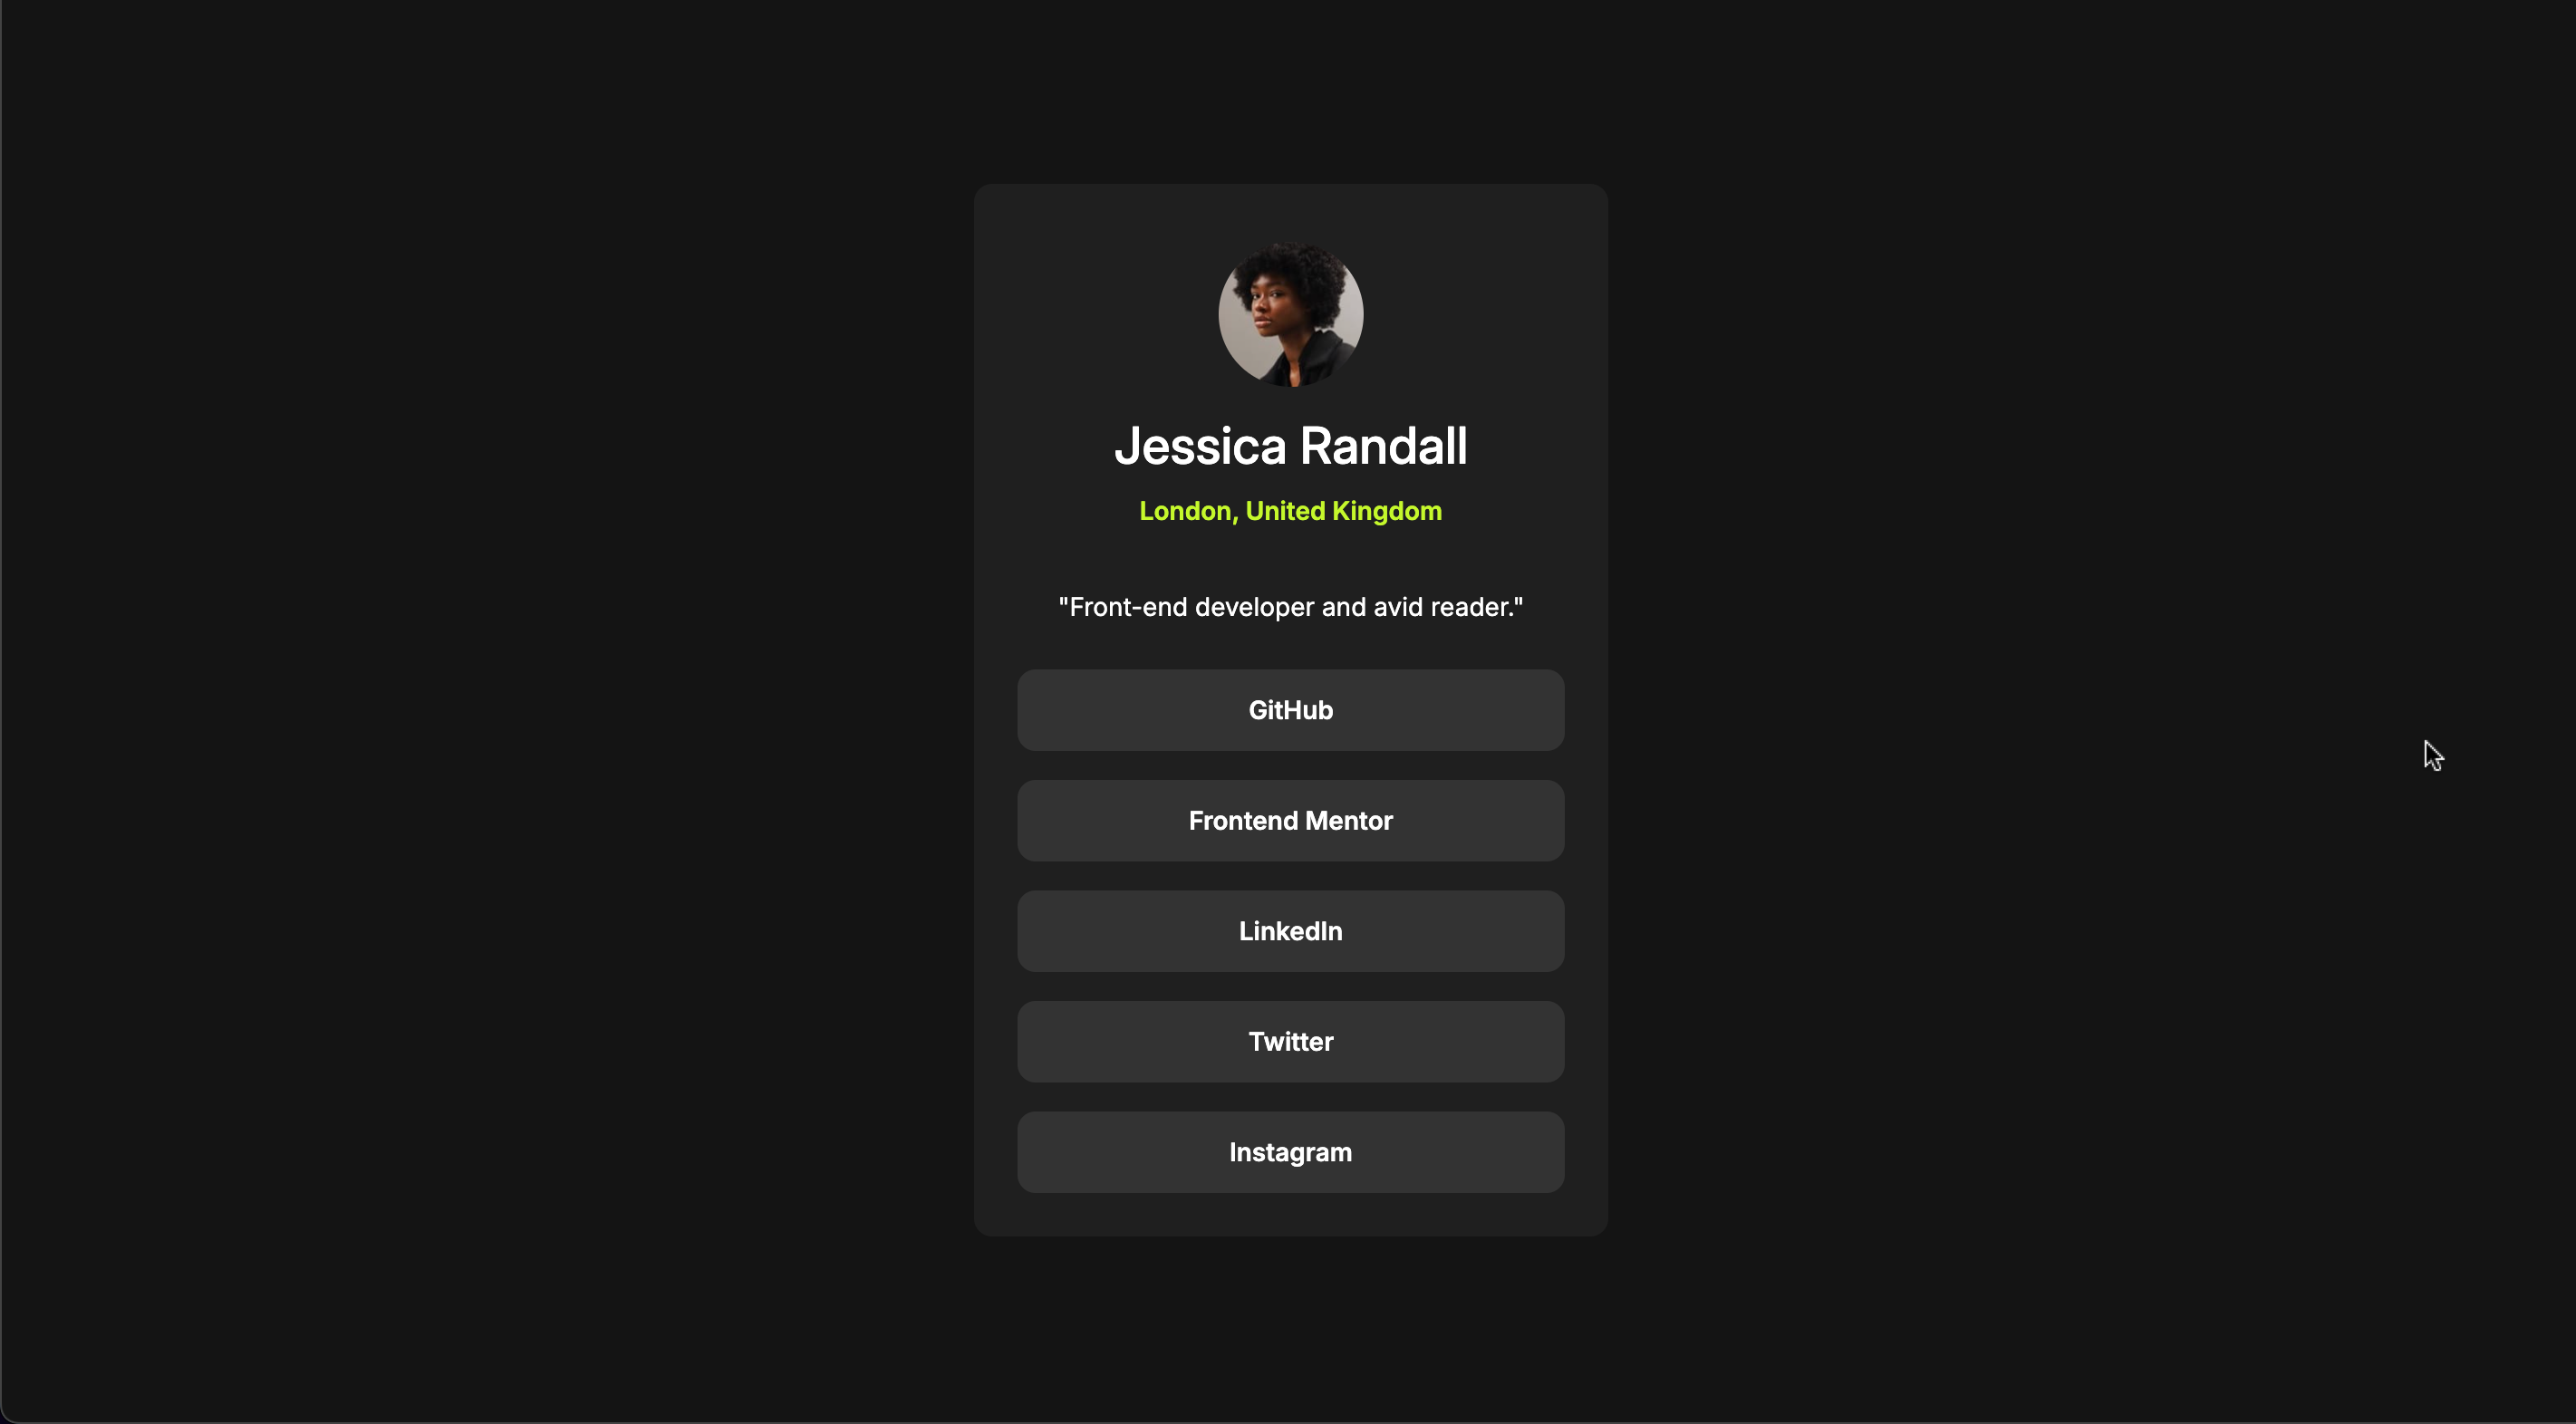 Jessica Randall
London, United Kingdom
"Front-end developer and avid reader."
GitHub
Frontend Mentor
LinkedIn
Twitter
Instagram